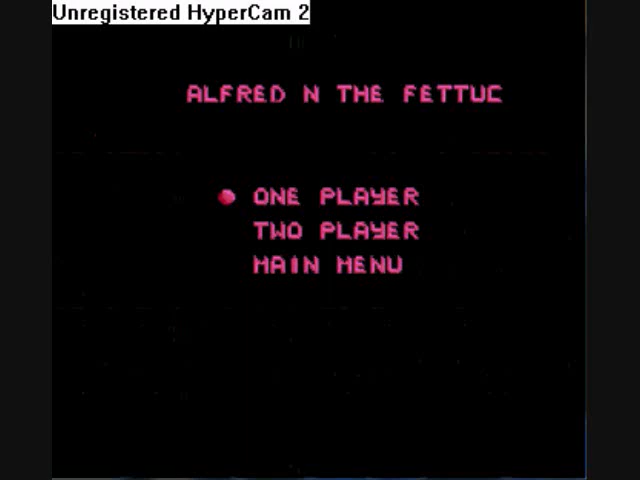 Unregistered HyperCam 2
ALFRED N THE FETTUC
ONE PLAYER
TWO PLAYER
MAIN MENU